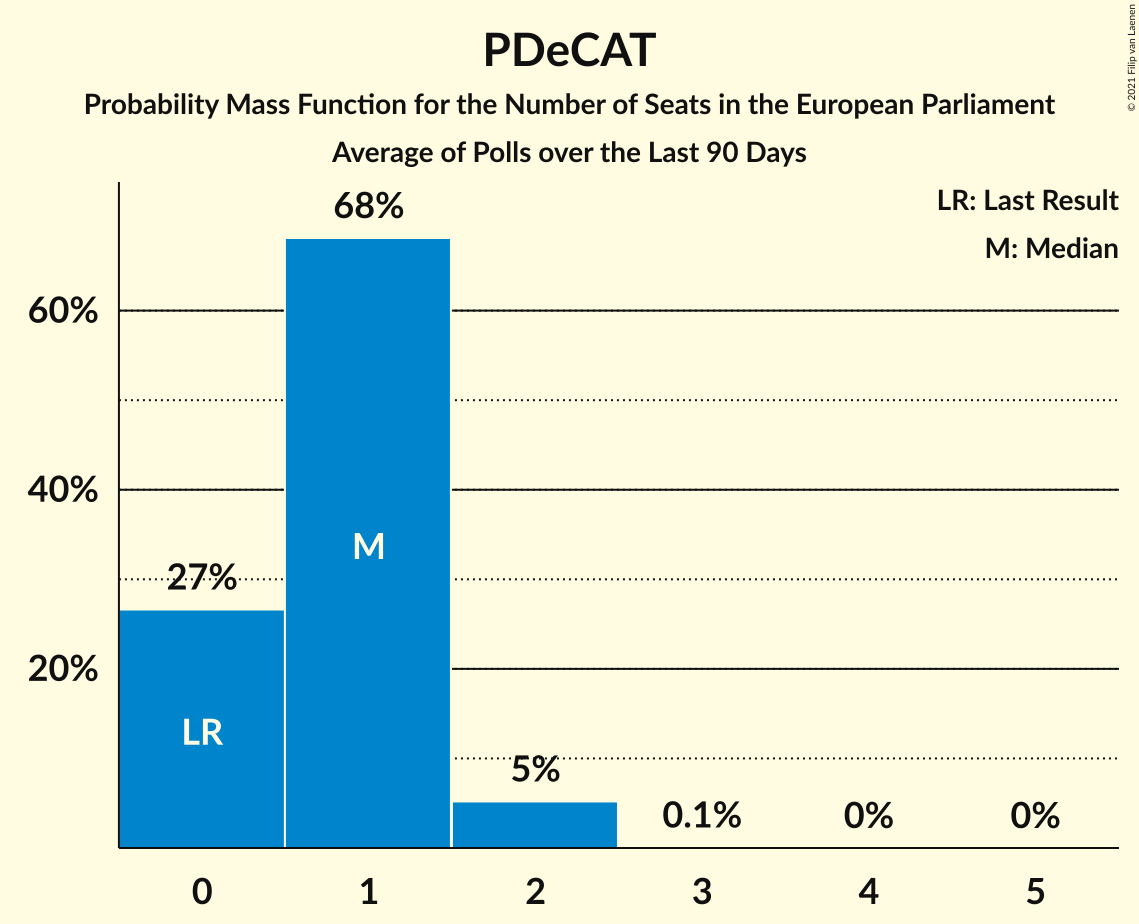 PDeCAT
Probability Mass Function for the Number of Seats in the European Parliament
Average of Polls over the Last 90 Days
© 2021 Filip van Laenen
LR: Last Result
M: Median
68%
60%
40%
M
27%
20%
LR
5%
0.1%
0%
0%
0 1 2 3 4 5